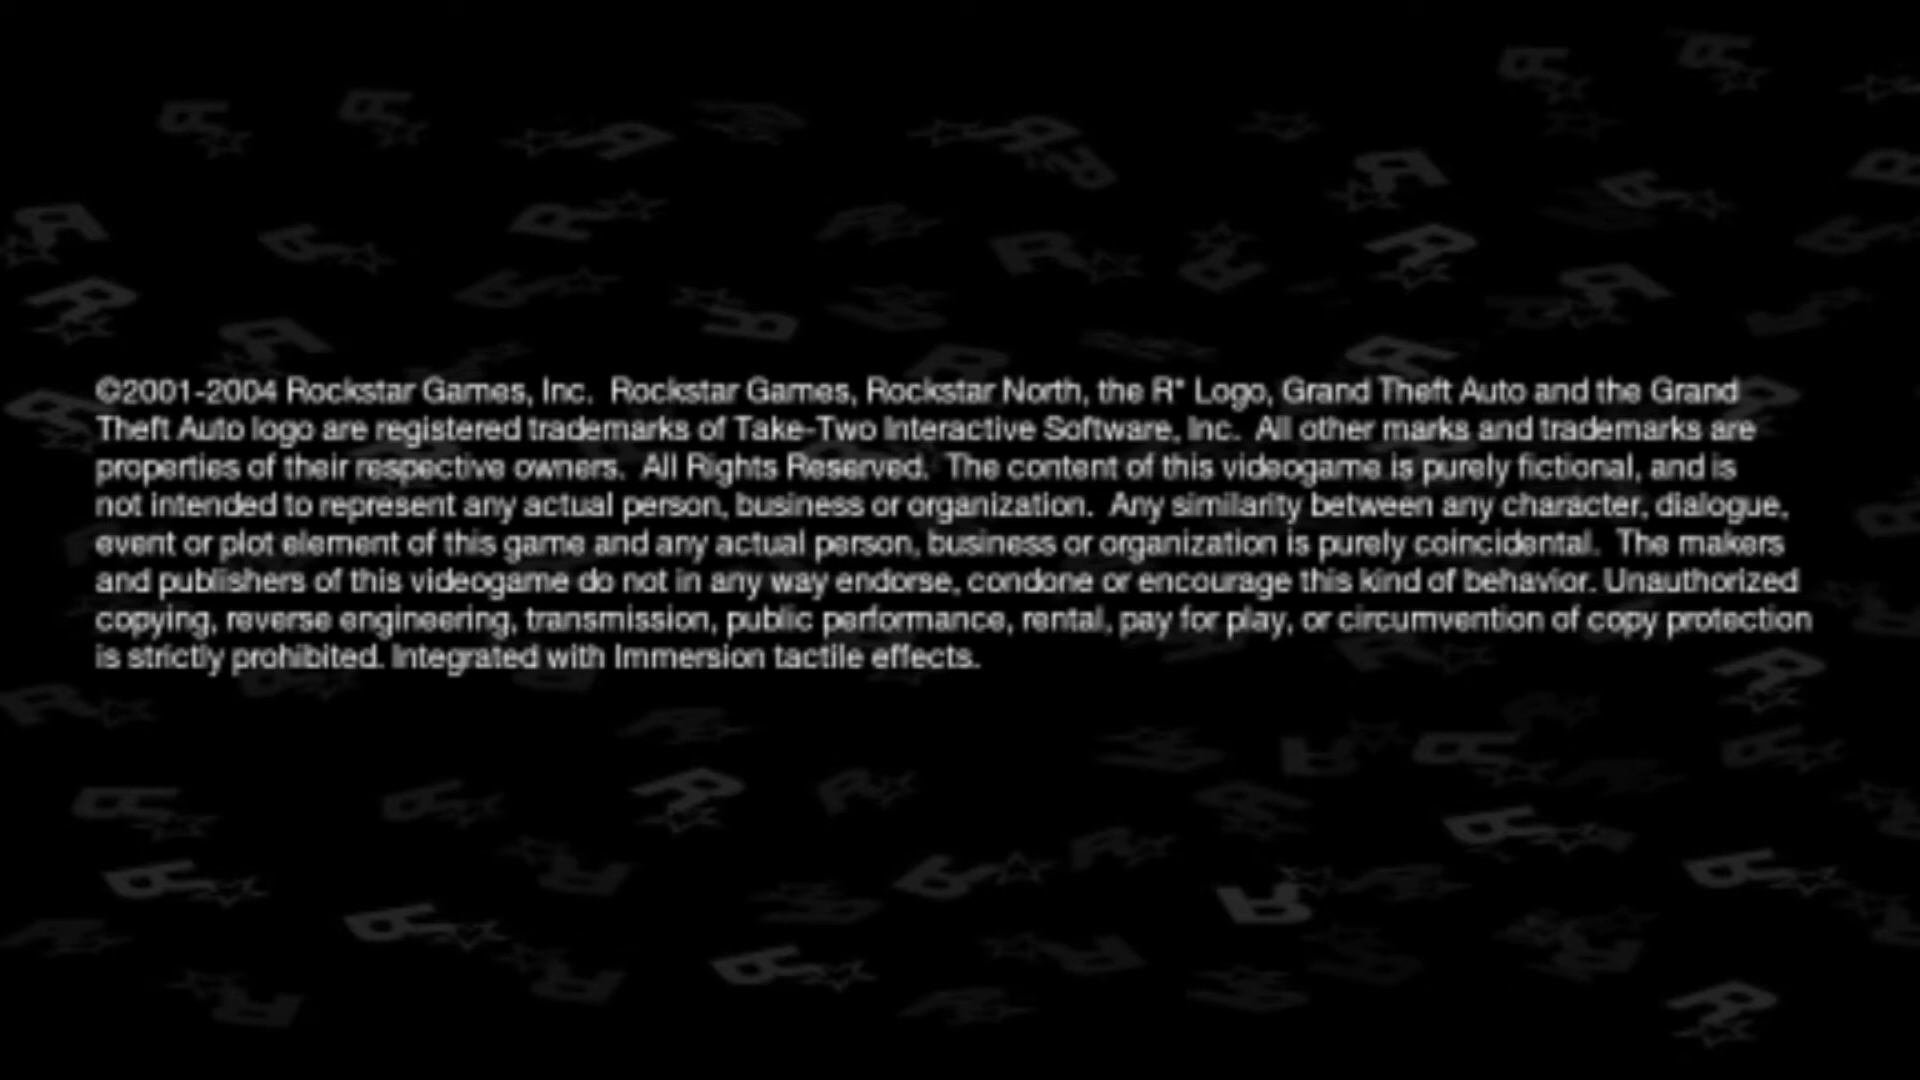 ©2001-2004 Rockstar Games, Inc.  Rockstar Games, Rockstar North, the R* Logo, Grand Theft Auto and the Grand
Theft Auto logo are registered trademarks of Take-Two Interactive Software, Inc.  All other marks and trademarks are
properties of their respective owners.  All Rights Reserved.  The content of this videogame is purely fictional, and is
not intended to represent any actual person, business or organization.  Any similarity between any character, dialogue,
event or plot element of this game and any actual person, business or organization is purely coincidental.  The makers
and publishers of this videogame do not in any way endorse, condone or encourage this kind of behavior. Unauthorized
copying, reverse engineering, transmission, public performance, rental, pay for play, or circumvention of copy protection
is strictly prohibited. Integrated with Immersion tactile effects.